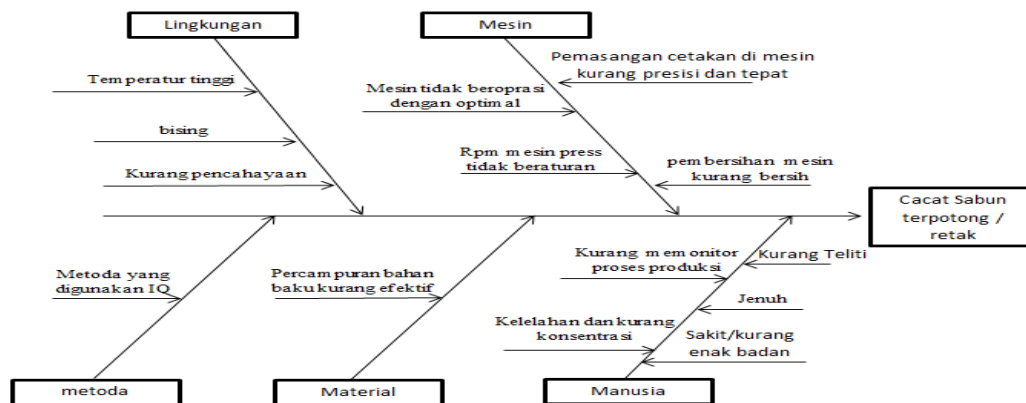 Lingkungan
Mesin
Pemasangan cetakan di mesin
kurang presisi dan tepat
Temperatur tinggi
Mesin tidak beroprasi
dengan optimal
bising
Rpm mesin press
tidak beraturan
pembersihan mesin
kurang bersih
Kurang pencahayaan
Cacat Sabun
terpotong /
retak
Metoda yang
digunakan IQ
Percampuran bahan
baku kurang efektif
Kurang memonitor
proses produksi
Kurang Teliti
Jenuh
Kelelahan dan kurang
konsentrasi
Sakit/kurang
enak badan
metoda
Material
Manusia